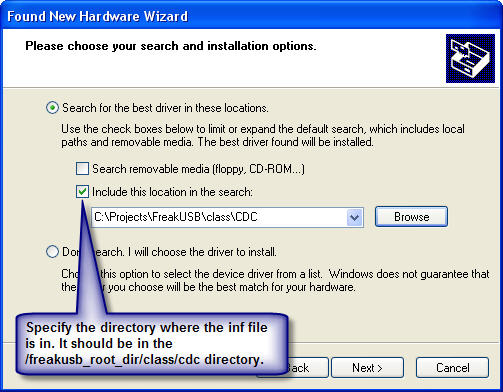 Found New Hardware Wizard
Please choose your search and installation options.
Search for the best driver in these locations.
Use the check boxes below to limit or expand the default search, which includes local
paths and removable media. The best driver found will be installed.
Search removable media (floppy, CD-ROM...)
Include this location in the search:
C:\Projects\FreakUSB\class\CDC
Browse
Don search. I will choose the driver to install.
Cho this option to select the device driver from a list. Windows does not guarantee that
the you choose will be the best match for your hardware.
Specify the directory where the inf file
is in. It should be in the
/freakusb_root_dir/class/cdc directory.
Back
Next >
Cancel